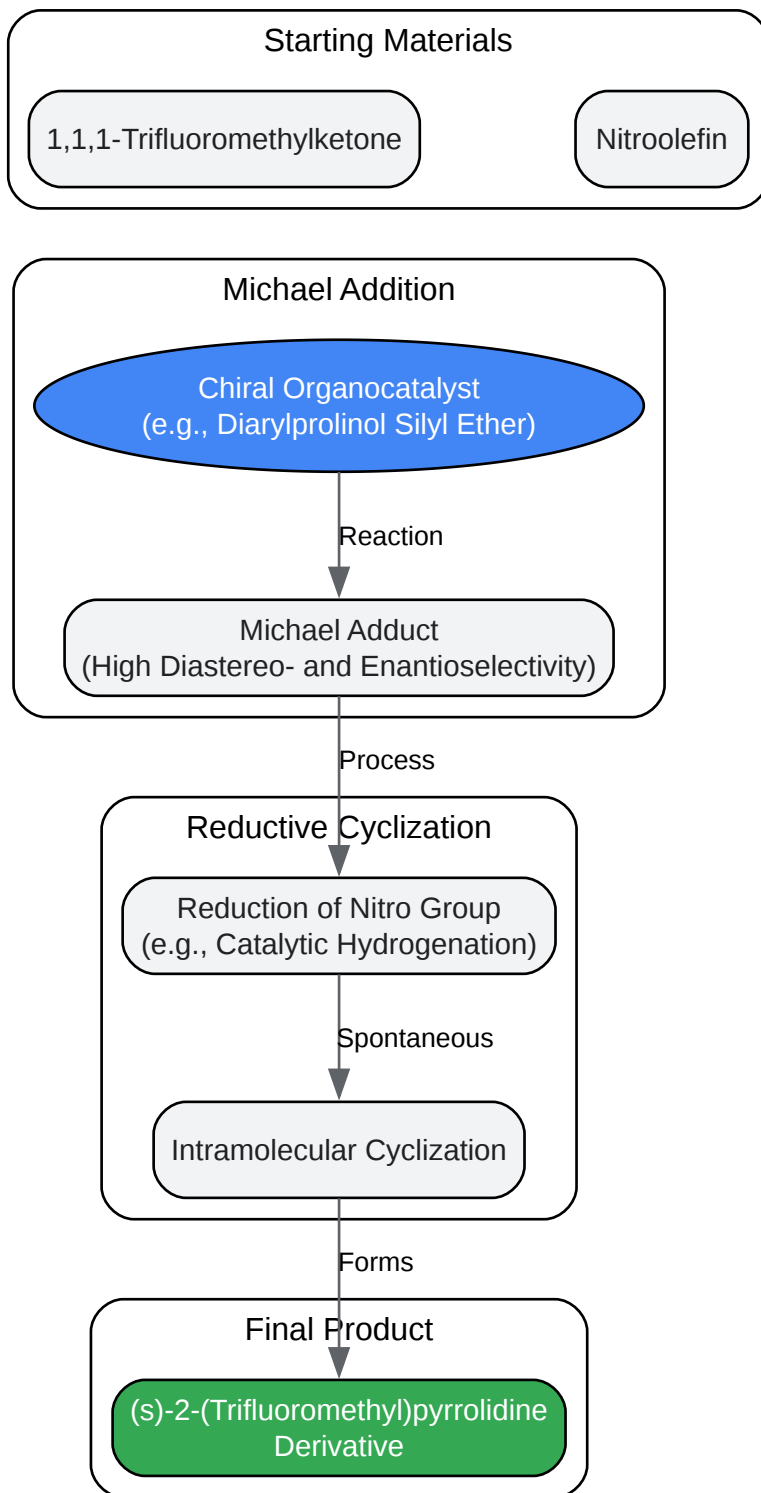 Starting Materials
1,1,1-Trifluoromethylketone
Nitroolefin
Michael Addition
Chiral Organocatalyst
(e.g., Diarylprolinol Silyl Ether)
Reaction
Michael Adduct
(High Diastereo- and Enantioselectivity)
Process
Reductive Cyclization
Reduction of Nitro Group
(e.g., Catalytic Hydrogenation)
Spontaneous
Intramolecular Cyclization
Forms
Final Product
(s)-2-(Trifluoromethyl)pyrrolidine
Derivative